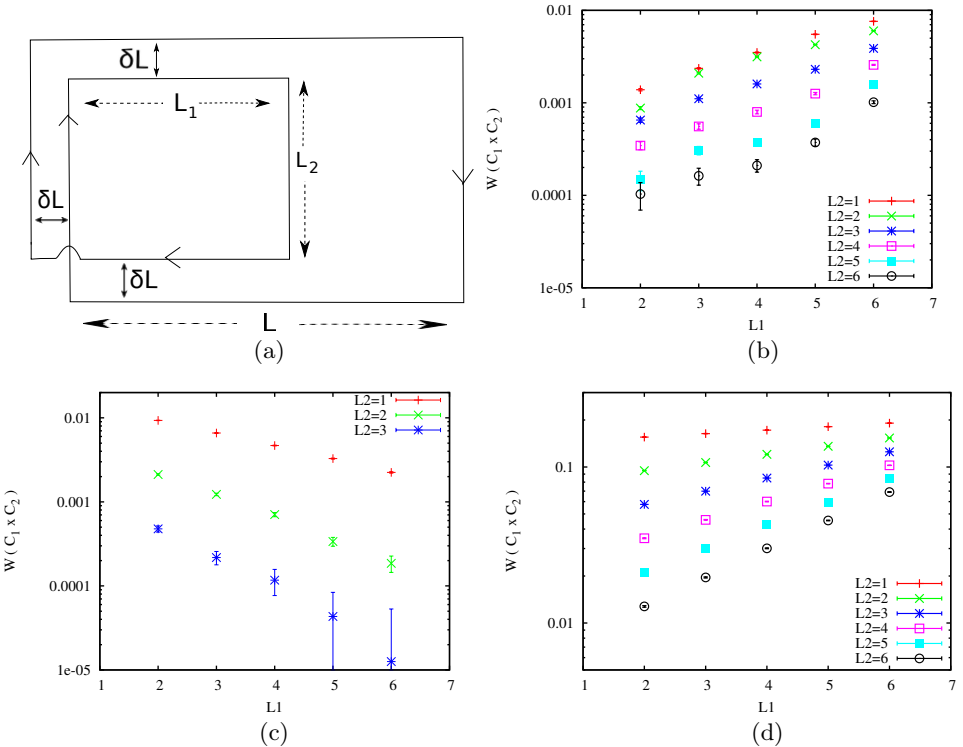 δL
L1
L2
δL
δL
L
(a)
0.01
0.001
0.0001
1e-05
W ( C1 x C2 )
L2=1
L2=2
L2=3
L2=4
L2=5
L2=6
1 2 3 4 5 6 7
L1
(b)
0.01
0.001
0.0001
1e-05
W ( C1 x C2 )
L2=1
L2=2
L2=3
1 2 3 4 5 6 7
L1
(c)
0.1
0.01
W ( C1 x C2 )
L2=1
L2=2
L2=3
L2=4
L2=5
L2=6
1 2 3 4 5 6 7
L1
(d)